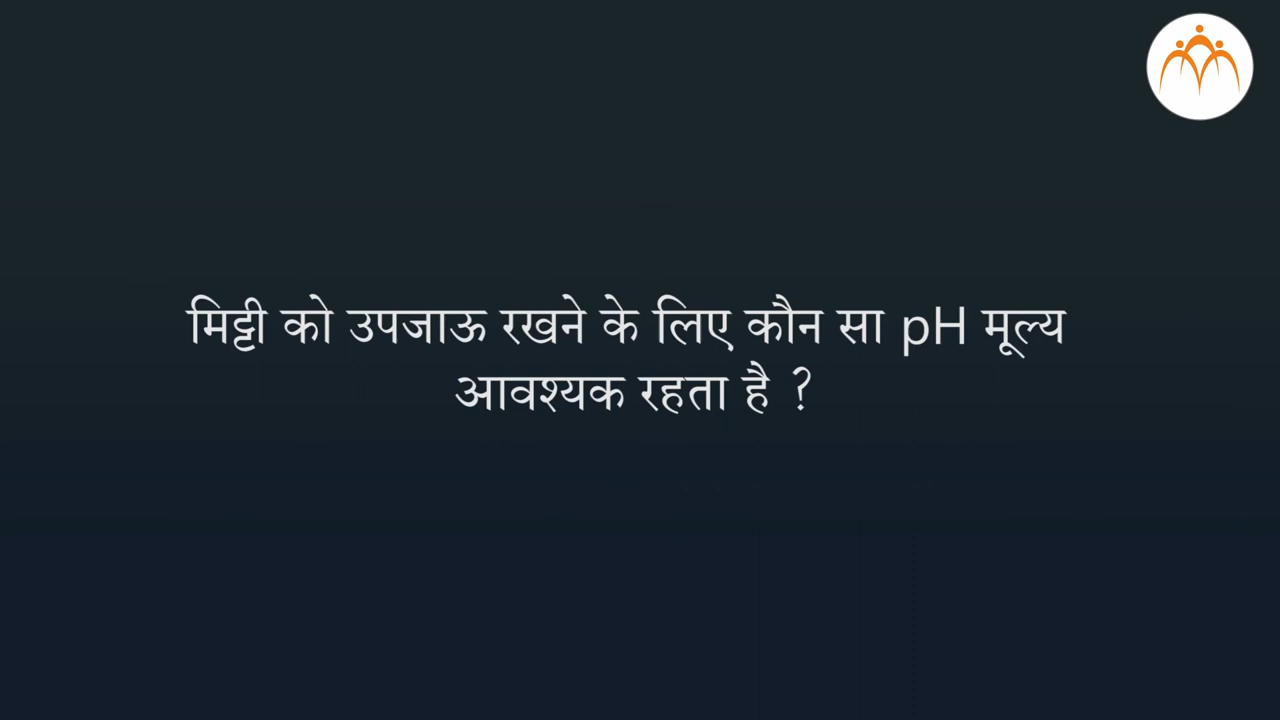 मिट्टी को उपजाऊ रखने के लिए कौन सा pH मूल्य
आवश्यक रहता है ?